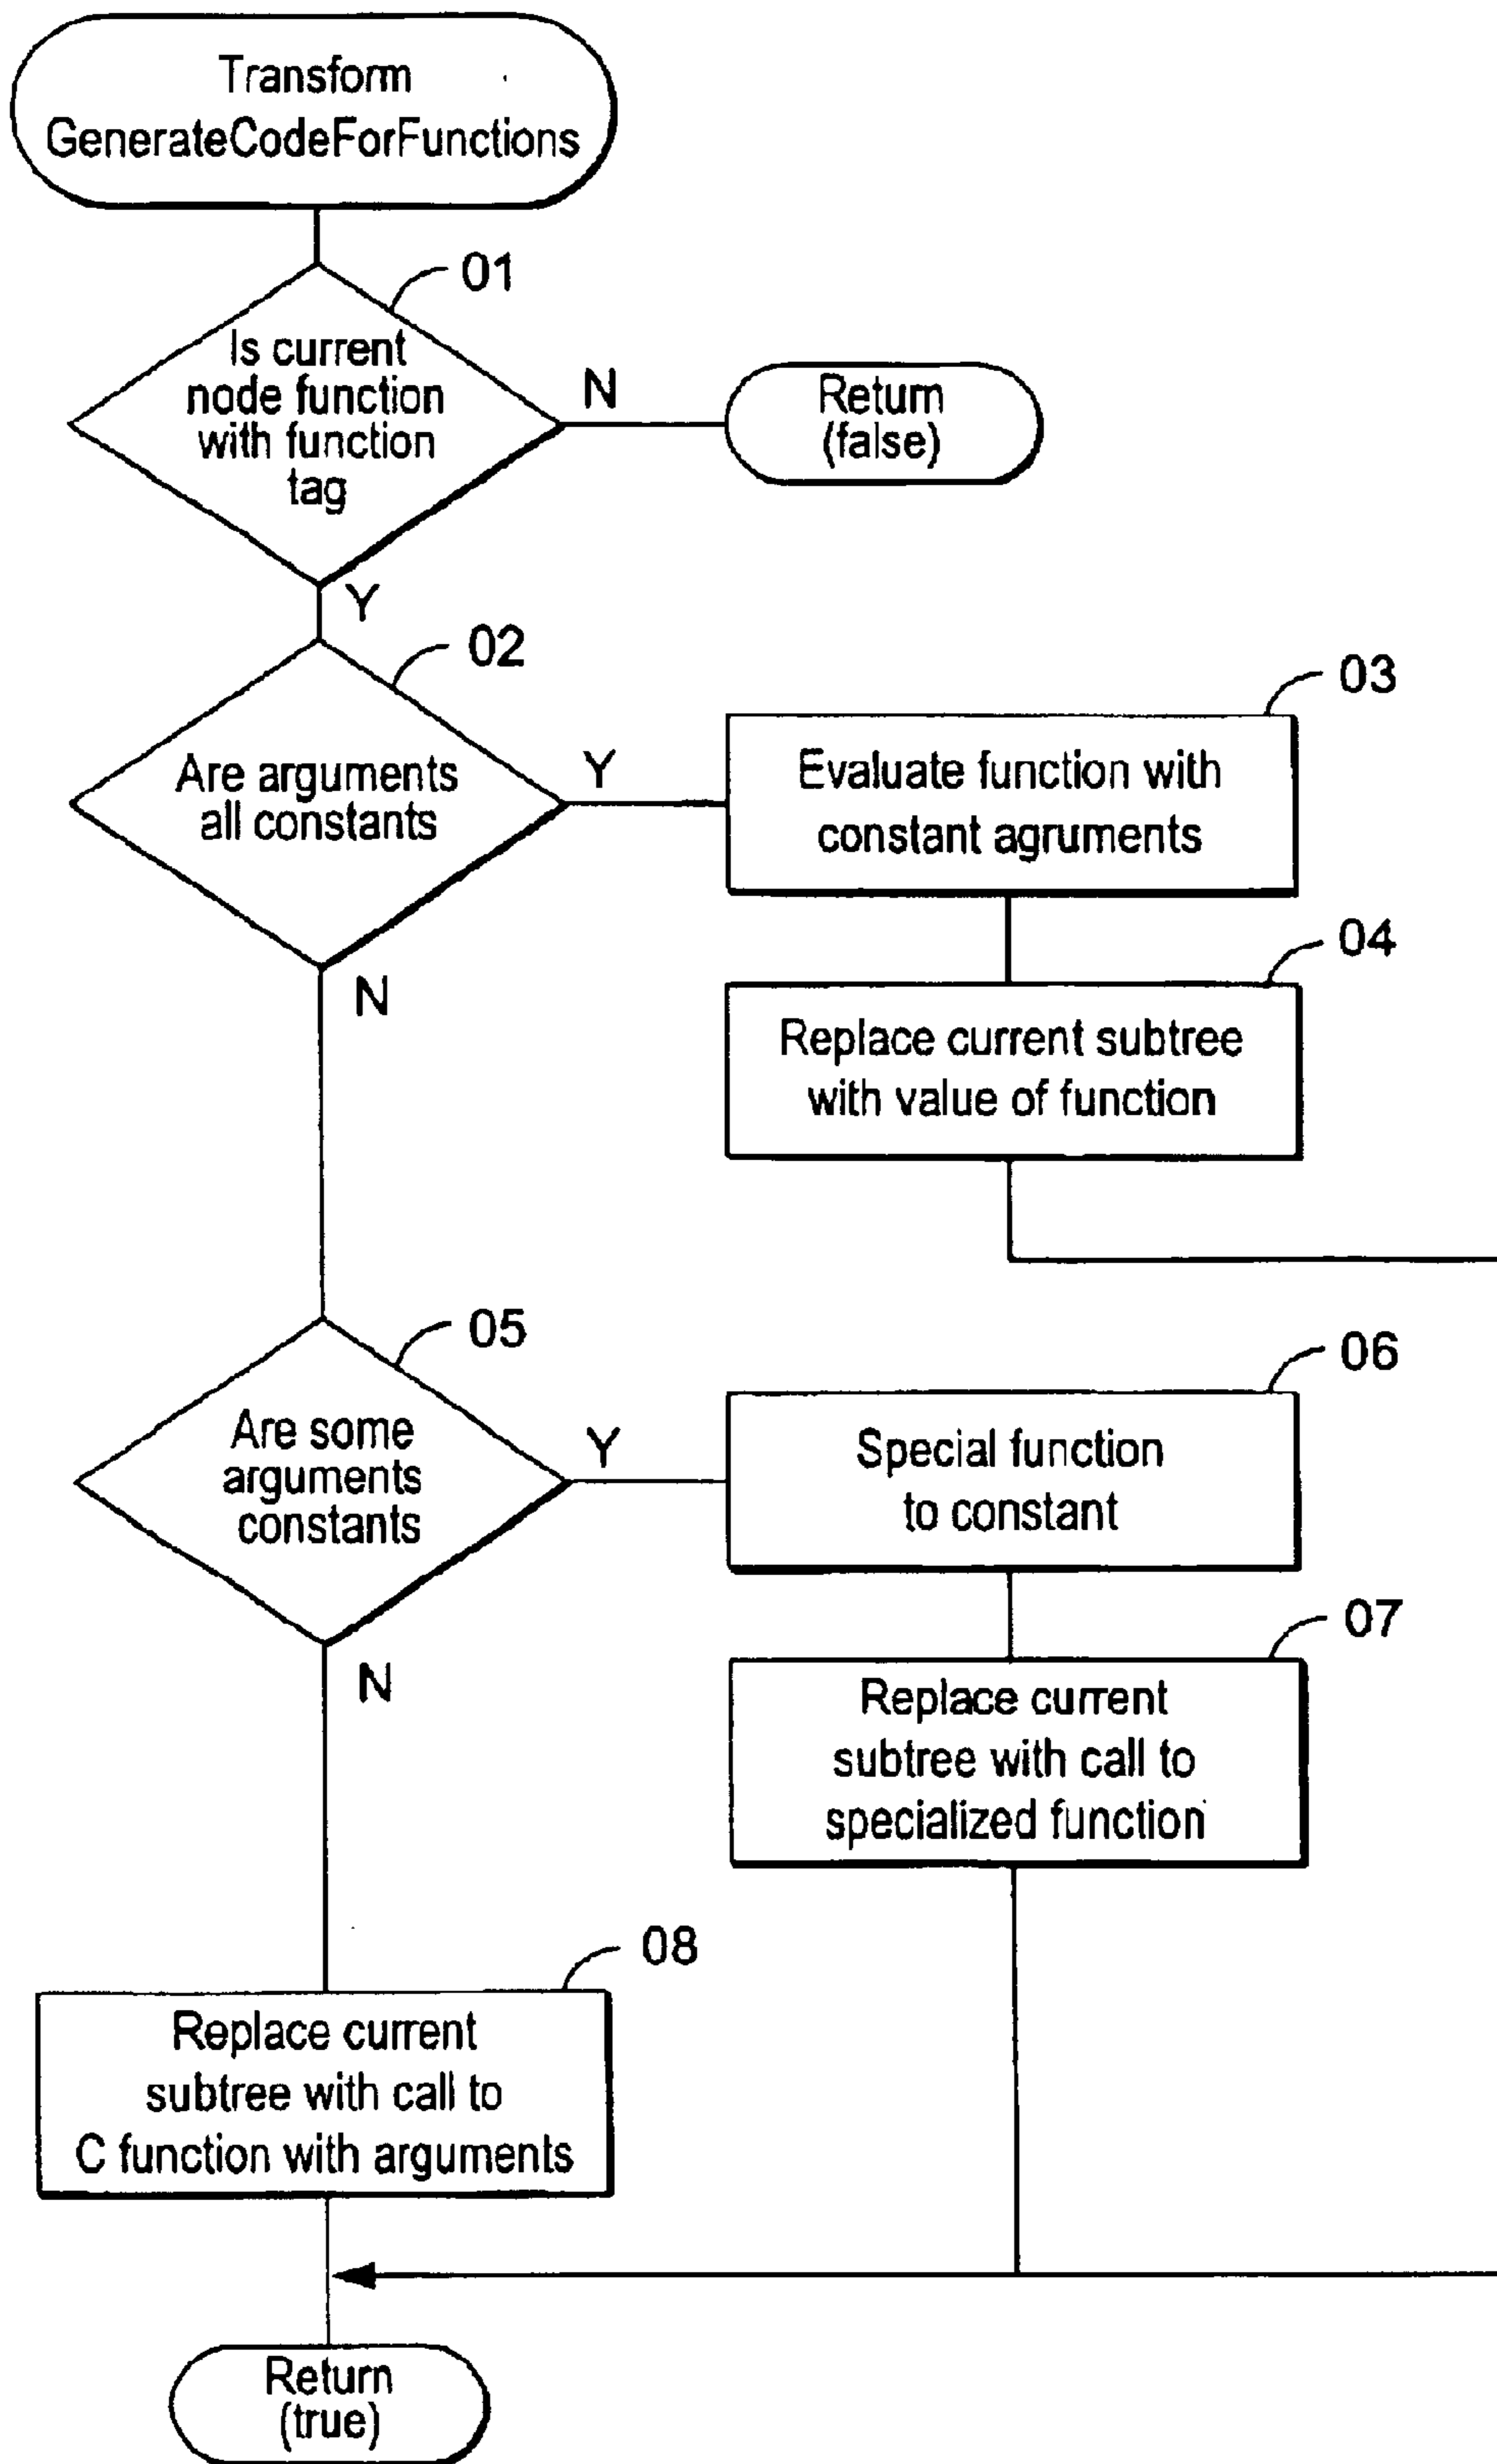 Transform
GenerateCodeForFunctions
01
Is current
node function
with function
tag
N
Return
(false)
Y
02
Are arguments
all constants
Y
03
Evaluate function with
constant agruments
04
Replace current subtree
with value of function
N
05
Are some
arguments
constants
Y
06
Special function
to constant
07
Replace current
subtree with call to
specialized function
N
08
Replace current
subtree with call to
C function with arguments
Return
(true)